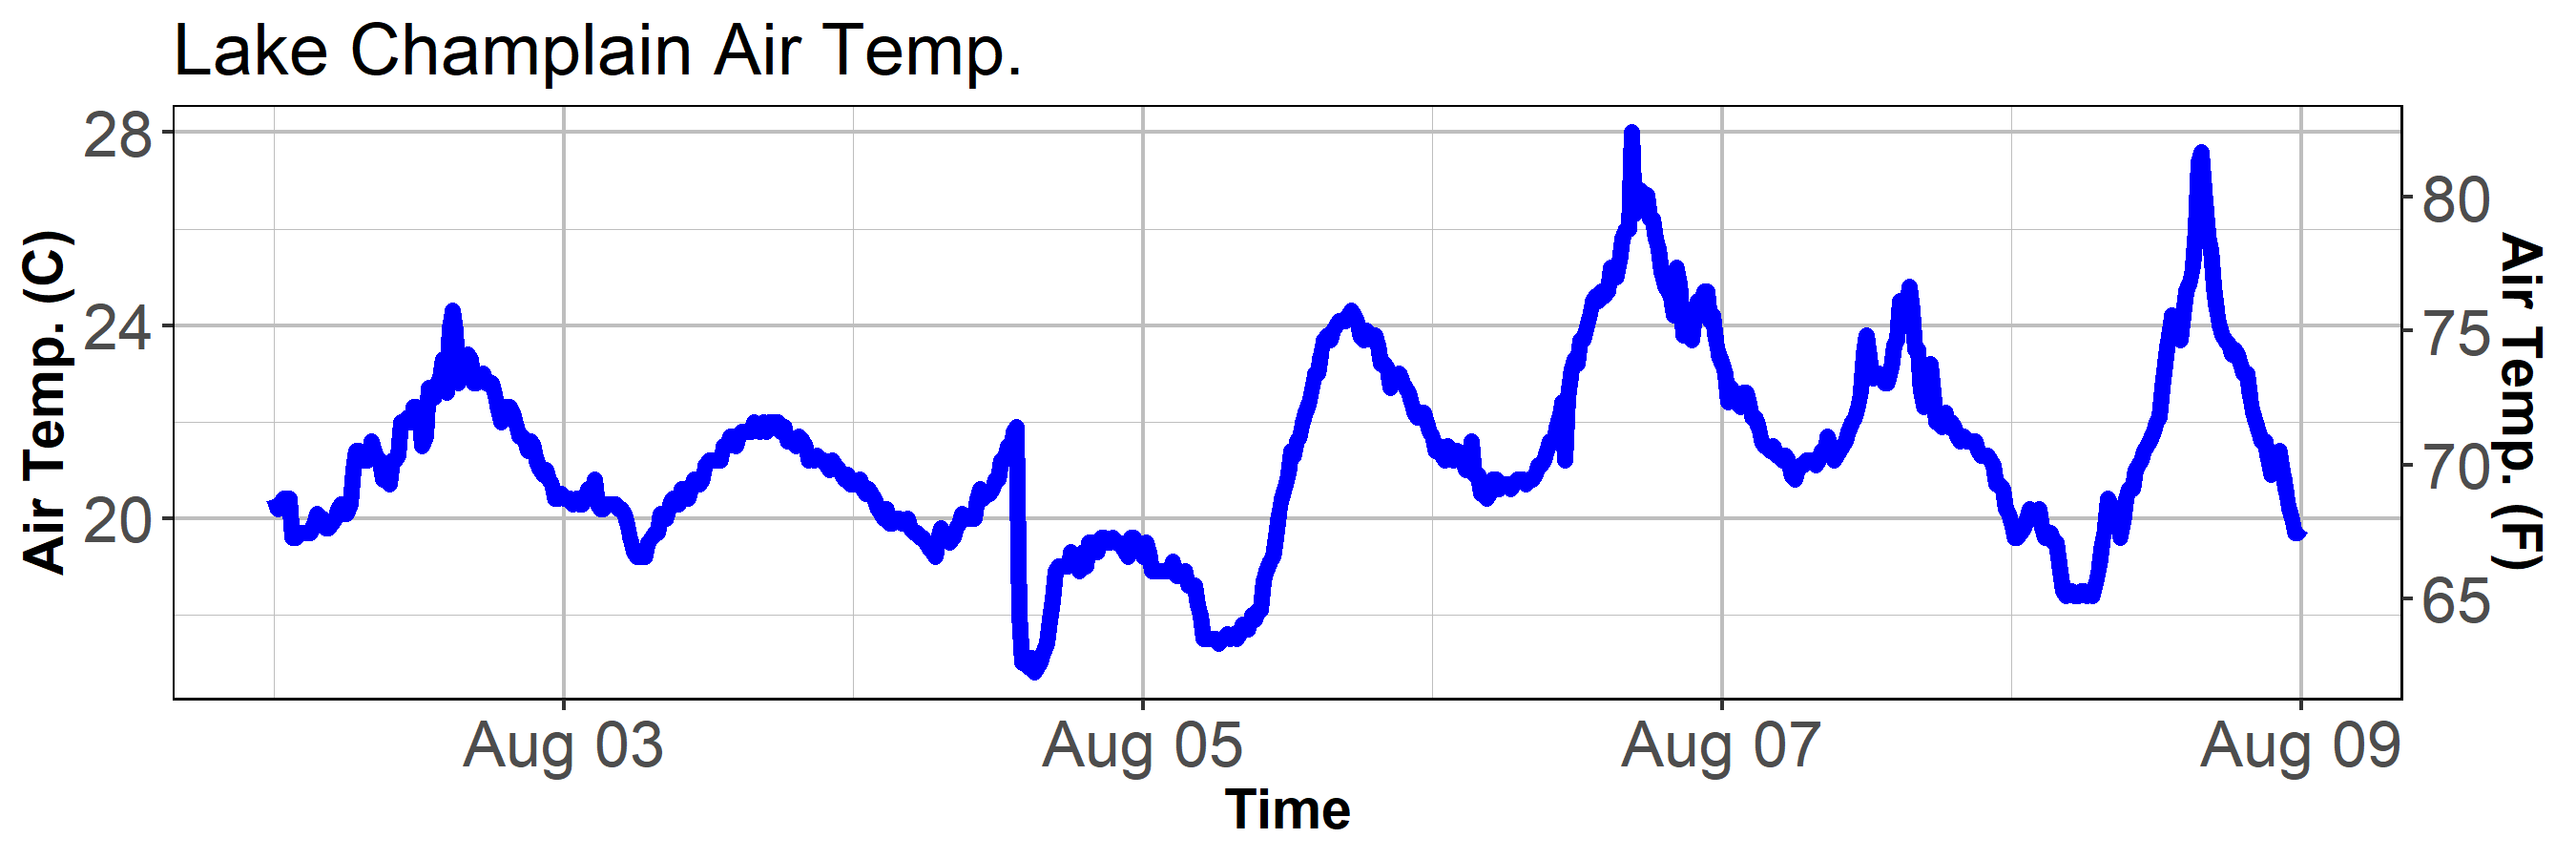 Lake Champlain Air Temp.
Air Temp. (C)
28
24
20
80
75
70
65
Air Temp. (F)
Aug 03 Aug 05 Aug 07 Aug 09
Time